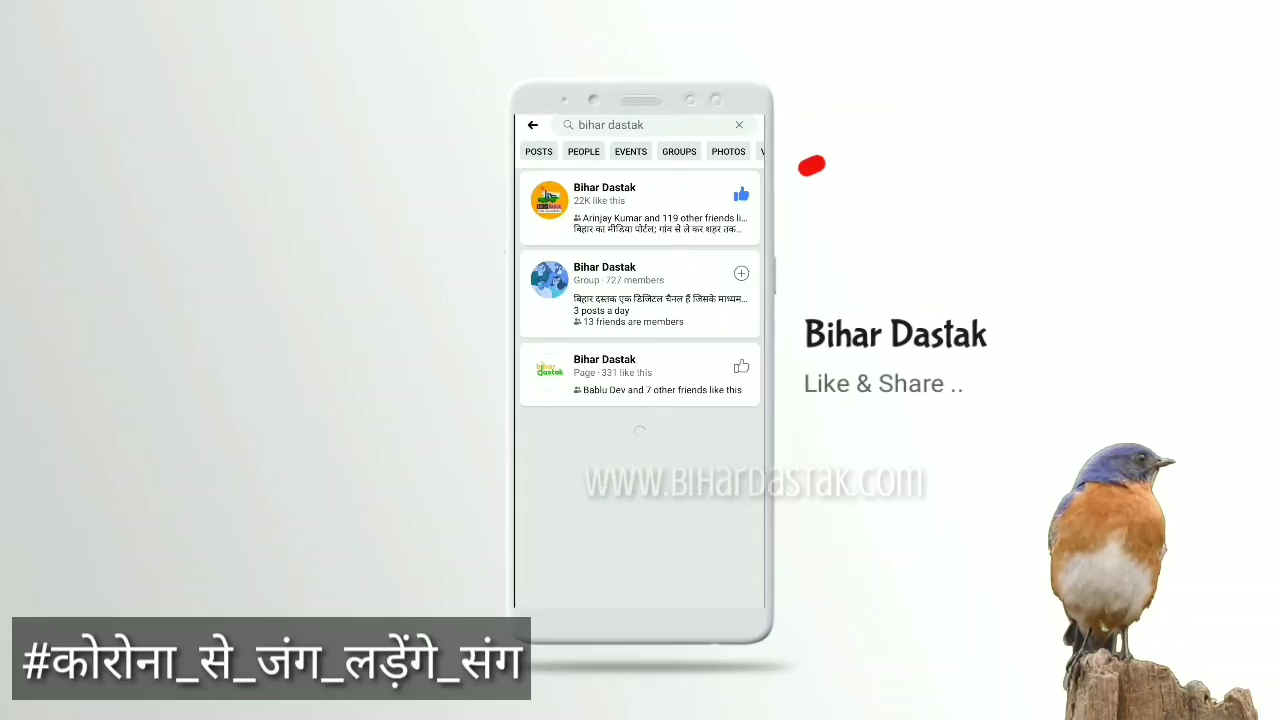 bihar dastak
POSTS PEOPLE EVENTS GROUPS PHOTOS
Bihar Dastak
22K like this
Arinjay Kumar and 119 other friends li...
बिहार का मीडिया पोर्टल; गांव से ले कर शहर तक...
Bihar Dastak
Group · 727 members
बिहार दस्तक एक डिजिटल चैनल हैं जिसके माध्यम...
3 posts a day
13 friends are members
bihar
dastak
Bihar Dastak
Page · 331 like this
Bablu Dev and 7 other friends like this
Bihar Dastak
Like & Share ..
www.BiharDastak.com
#कोरोना_से_जंग_लड़ेंगे_संग